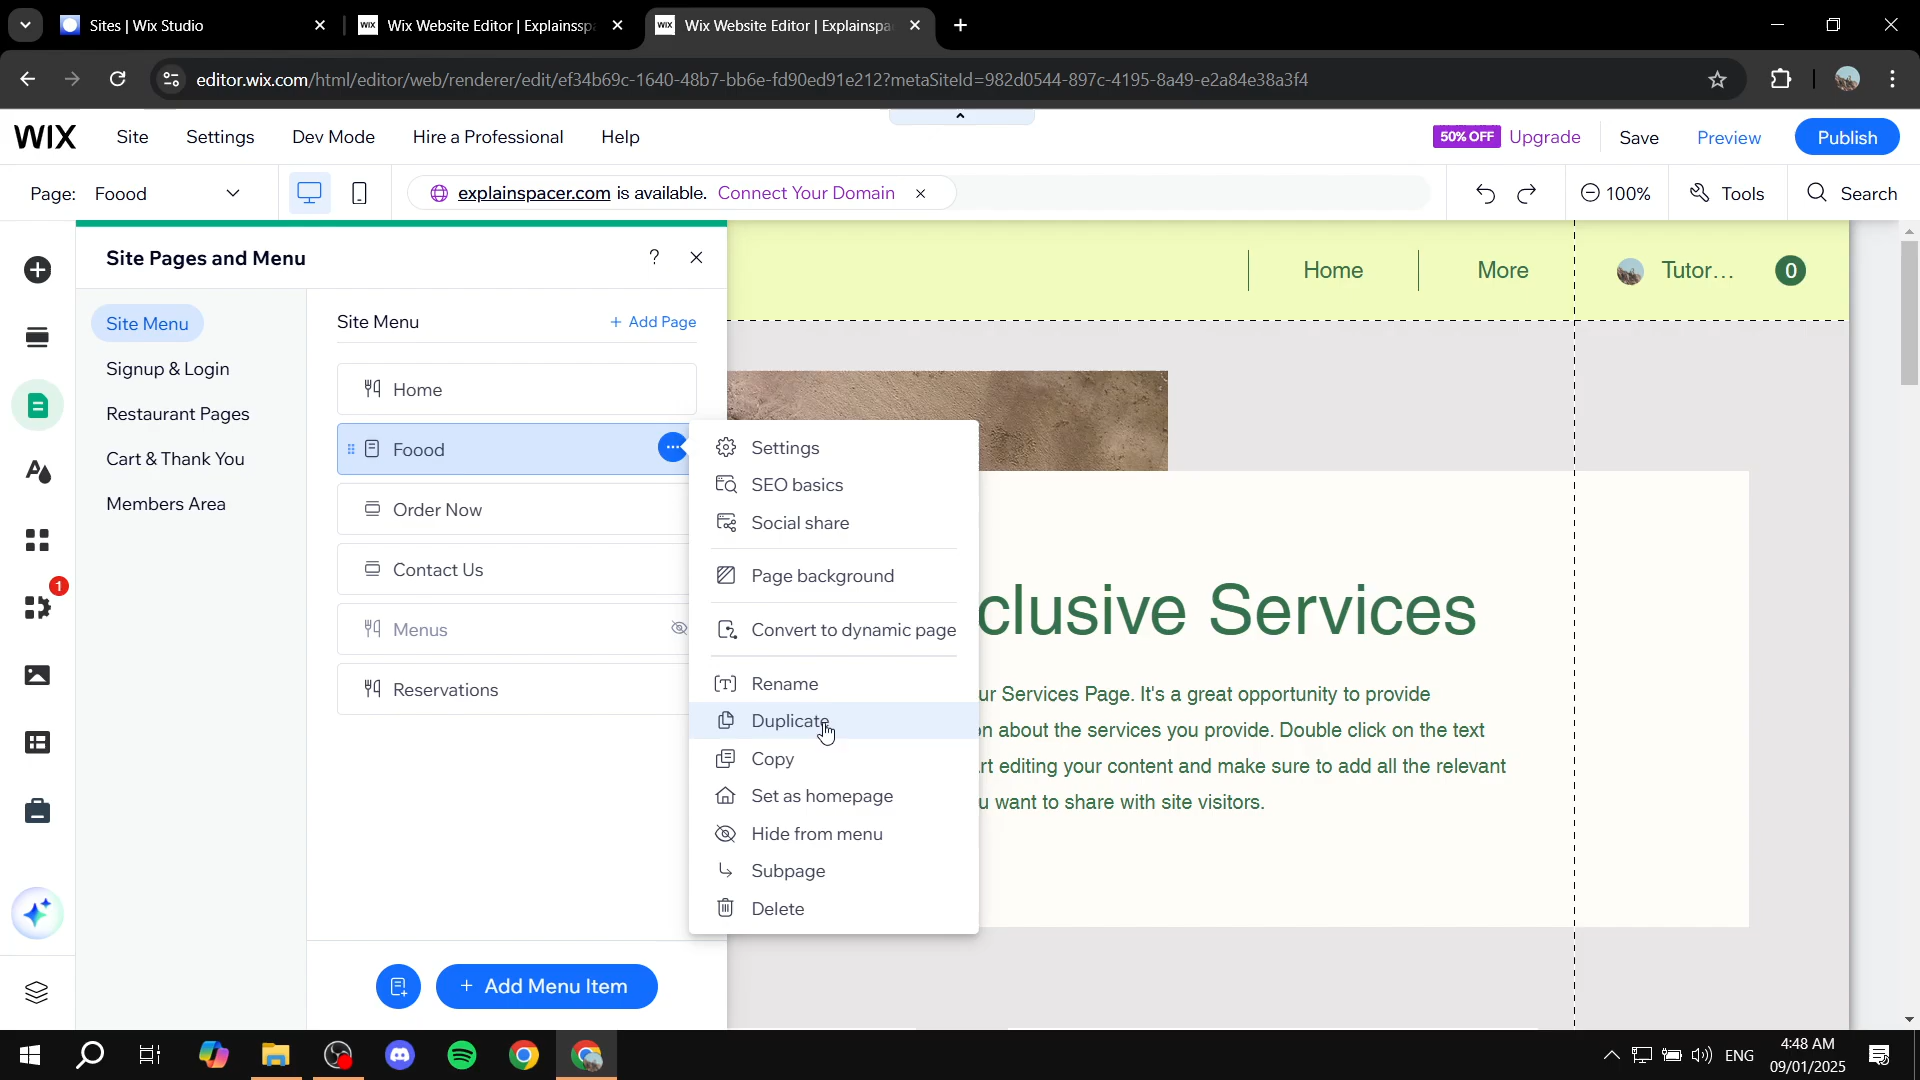 Sites | Wix Studio
WIX Wix Website Editor | Explainssp
WIX Wix Website Editor | Explainspa
editor.wix.com/html/editor/web/renderer/edit/ef34b69c-1640-48b7-bb6e-fd90ed91e212?metaSiteId=982d0544-897c-4195-8a49-e2a84e38a3f4
WIX Site Settings Dev Mode Hire a Professional Help 50% OFF Upgrade Save Preview Publish
Page: Foood explainspacer.com is available. Connect Your Domain 100% Tools Search
Site Pages and Menu ?
Home More Tutor... 0
Site Menu
Signup & Login
Restaurant Pages
Cart & Thank You
Members Area
Site Menu + Add Page
Home
Foood
Order Now
Contact Us
Menus
Reservations
+ Add Menu Item
1
Settings
SEO basics
Social share
Page background
Convert to dynamic page
Rename
Duplicate
Copy
Set as homepage
Hide from menu
Subpage
Delete
clusive Services
ur Services Page. It's a great opportunity to provide
n about the services you provide. Double click on the text
rt editing your content and make sure to add all the relevant
u want to share with site visitors.
ENG
4:48 AM
09/01/2025